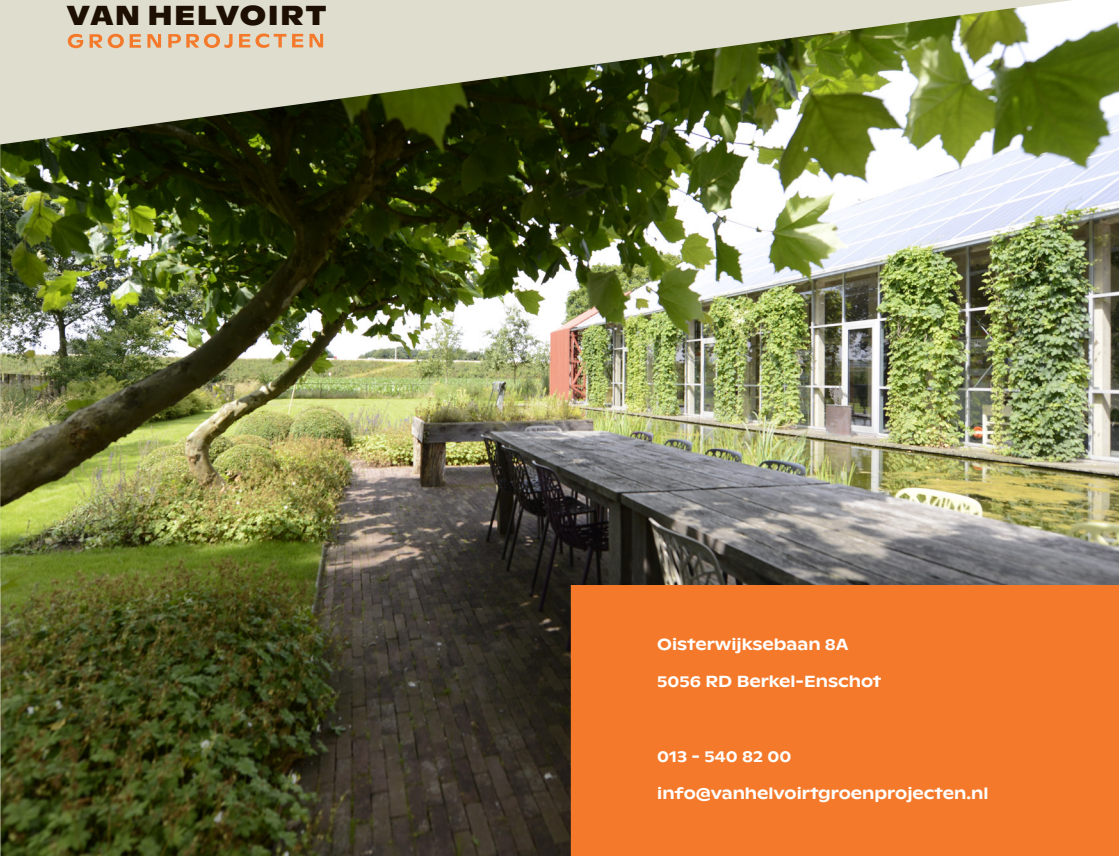 VAN HELVOIRT
GROENPROJECTEN
Oisterwijksebaan 8A
5056 RD Berkel-Enschot
013 - 540 82 00
info@vanhelvoirtgroenprojecten.nl